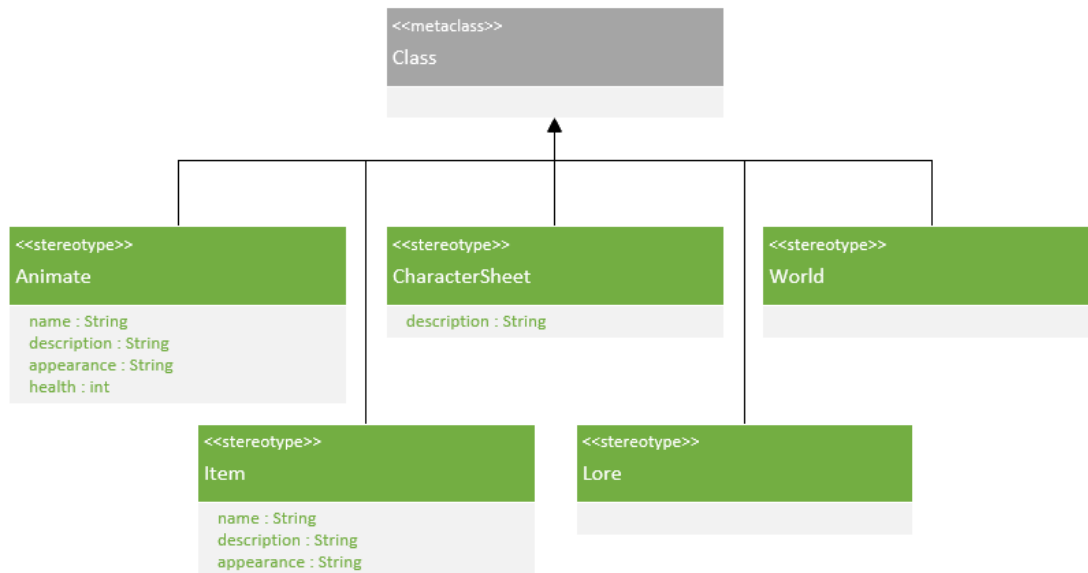 <<metaclass>>
Class
<<stereotype>>
Animate
name : String
description : String
appearance : String
health : int
<<stereotype>>
CharacterSheet
description : String
<<stereotype>>
World
<<stereotype>>
Item
name : String
description : String
appearance : String
<<stereotype>>
Lore